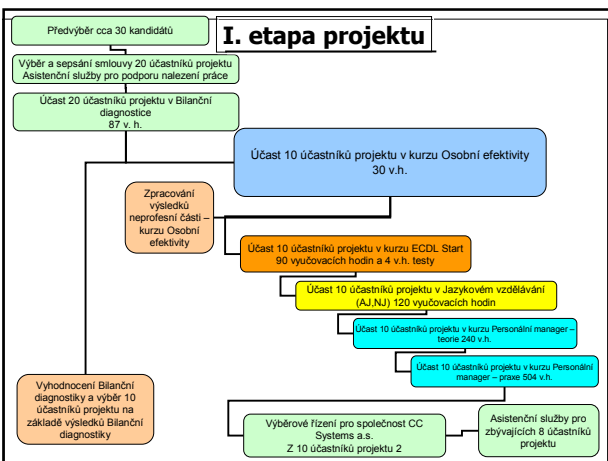 Předvýběr cca 30 kandidátů
I. etapa projektu
Výběr a sepsání smlouvy 20 účastníků projektu
Asistenční služby pro podporu nalezení práce
Účast 20 účastníků projektu v Bilanční
diagnostice
87 v. h.
Účast 10 účastníků projektu v kurzu Osobní efektivity
30 v.h.
Zpracování
výsledků
neprofesní části –
kurzu Osobní
efektivity
Účast 10 účastníků projektu v kurzu ECDL Start
90 vyučovacích hodin a 4 v.h. testy
Účast 10 účastníků projektu v Jazykovém vzdělávání
(AJ,NJ) 120 vyučovacích hodin
Účast 10 účastníků projektu v kurzu Personální manager –
teorie 240 v.h.
Účast 10 účastníků projektu v kurzu Personální
manager – praxe 504 v.h.
Vyhodnocení Bilanční
diagnostiky a výběr 10
účastníků projektu na
základě výsledků Bilanční
diagnostiky
Výběrové řízení pro společnost CC
Systems a.s.
Z 10 účastníků projektu 2
Asistenční služby pro
zbývajících 8 účastníků
projektu